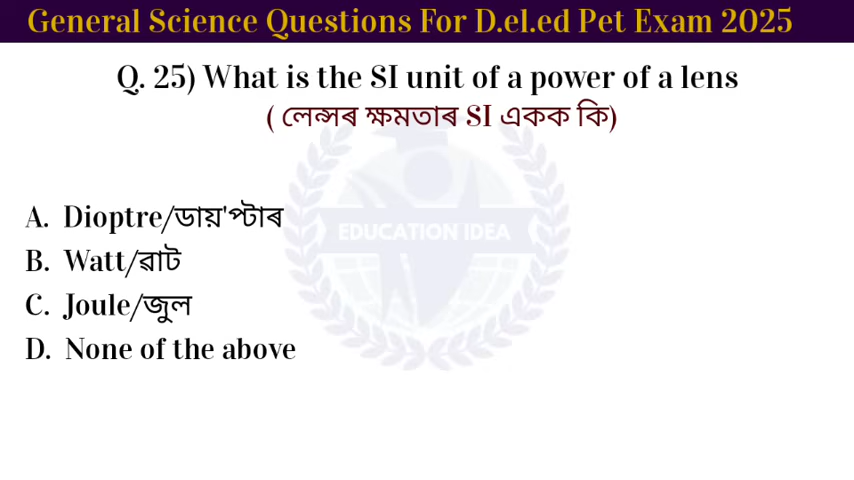 General Science Questions For D.el.ed Pet Exam 2025
Q. 25) What is the SI unit of a power of a lens
( লেন্সৰ ক্ষমতাৰ SI একক কি)
A. Dioptre/ডায়'প্টাৰ
EDUCATION IDEA
B. Watt/ৱাট
C. Joule/জুল
D. None of the above